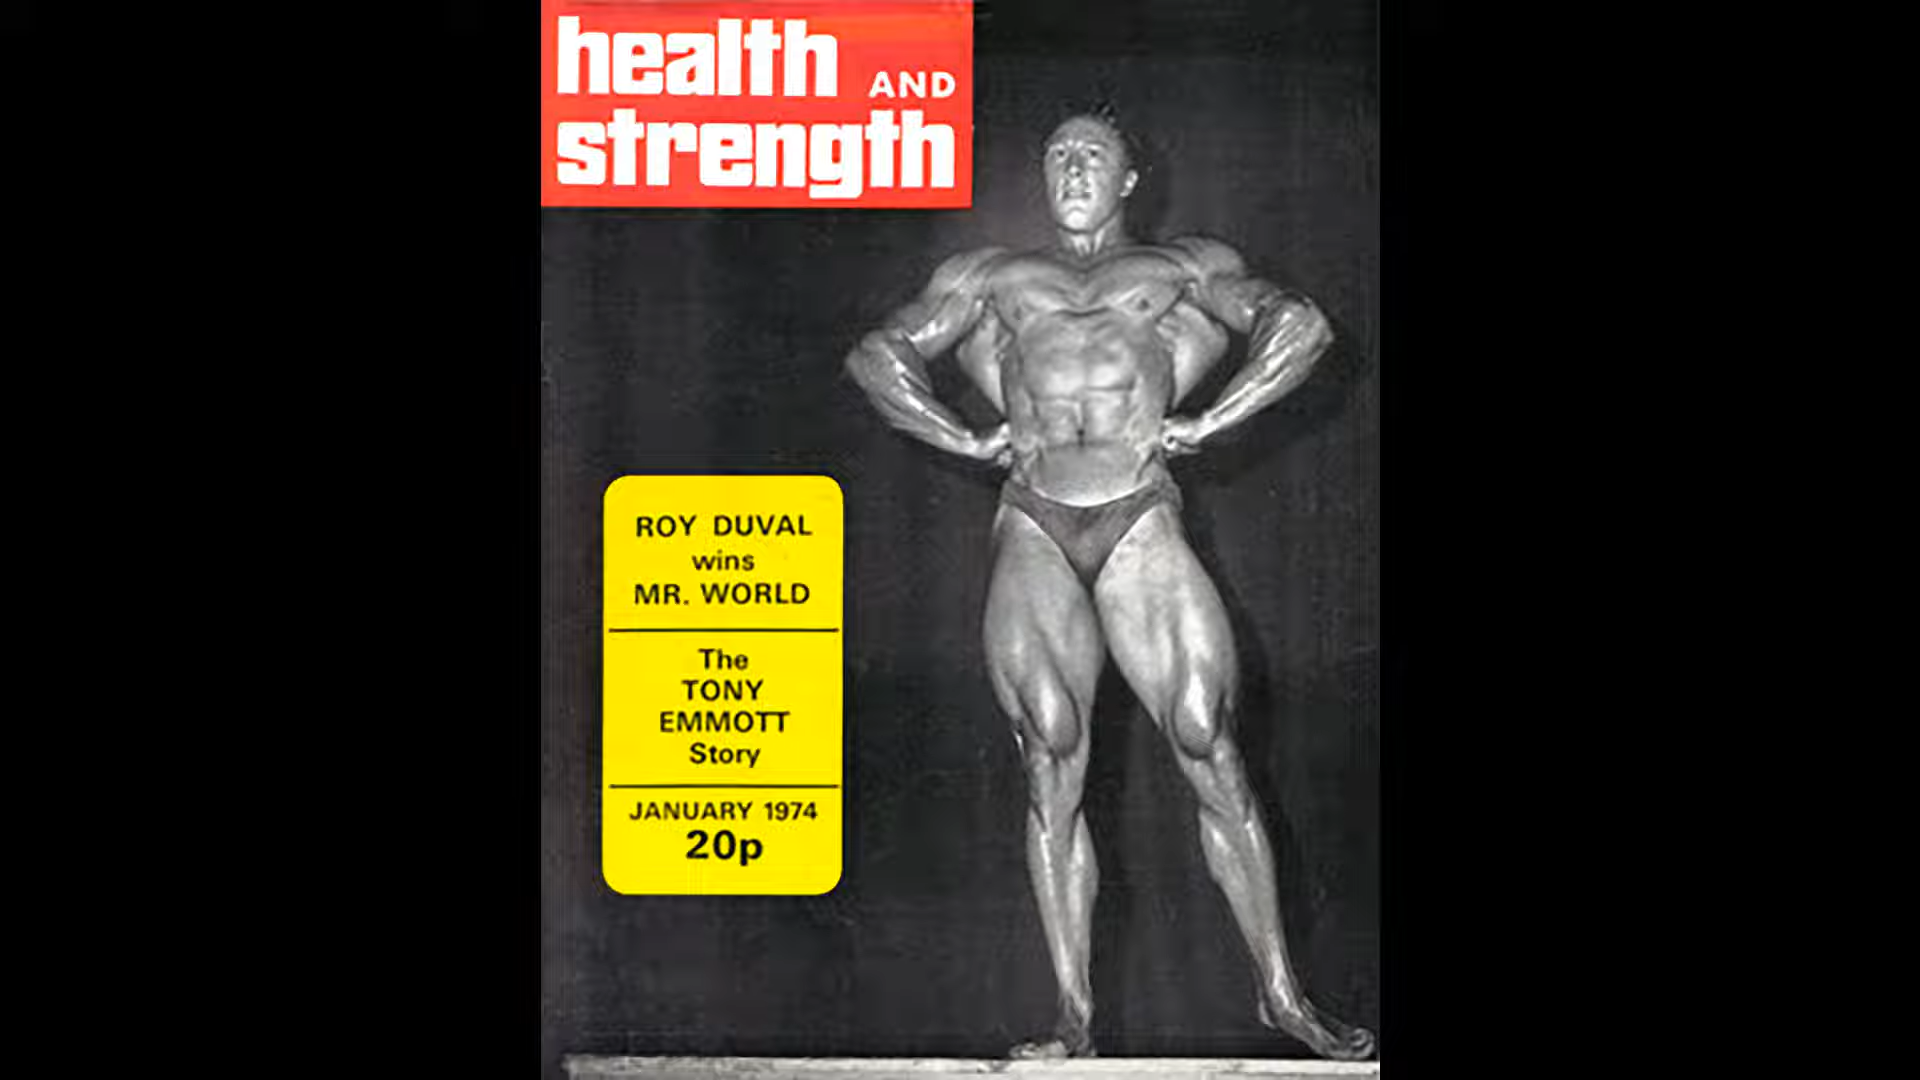 health AND
strength
ROY DUVAL
wins
MR. WORLD
The
TONY
EMMOTT
Story
JANUARY 1974
20p